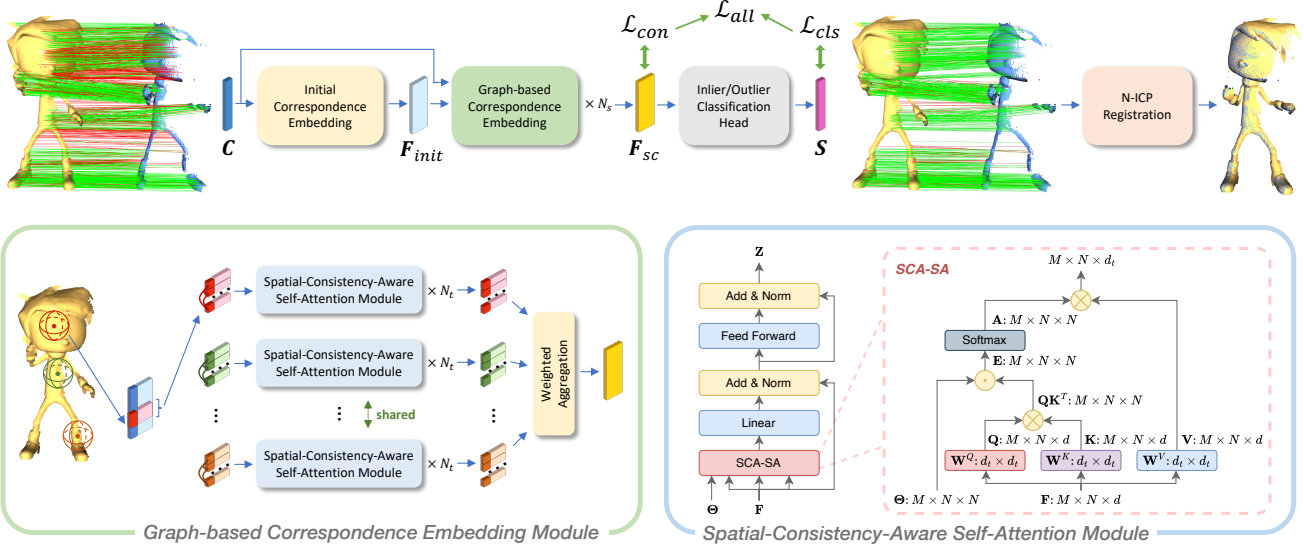 ℒ_all
ℒ_con
ℒ_cls
Initial
Correspondence
Embedding
Graph-based
Correspondence
Embedding
× N_s
Inlier/Outlier
Classification
Head
N-ICP
Registration
C
F_init
F_sc
S
Spatial-Consistency-Aware
Self-Attention Module
× N_t
Spatial-Consistency-Aware
Self-Attention Module
× N_t
shared
Spatial-Consistency-Aware
Self-Attention Module
× N_t
Weighted
Aggregation
Graph-based Correspondence Embedding Module
Z
Add & Norm
Feed Forward
Add & Norm
Linear
SCA-SA
Θ
F
SCA-SA
M × N × d_t
A: M × N × N
Softmax
E: M × N × N
QK^T: M × N × N
Q: M × N × d
K: M × N × d
V: M × N × d
W^Q: d_t × d_t
W^K: d_t × d_t
W^V: d_t × d_t
Θ: M × N × N
F: M × N × d
Spatial-Consistency-Aware Self-Attention Module